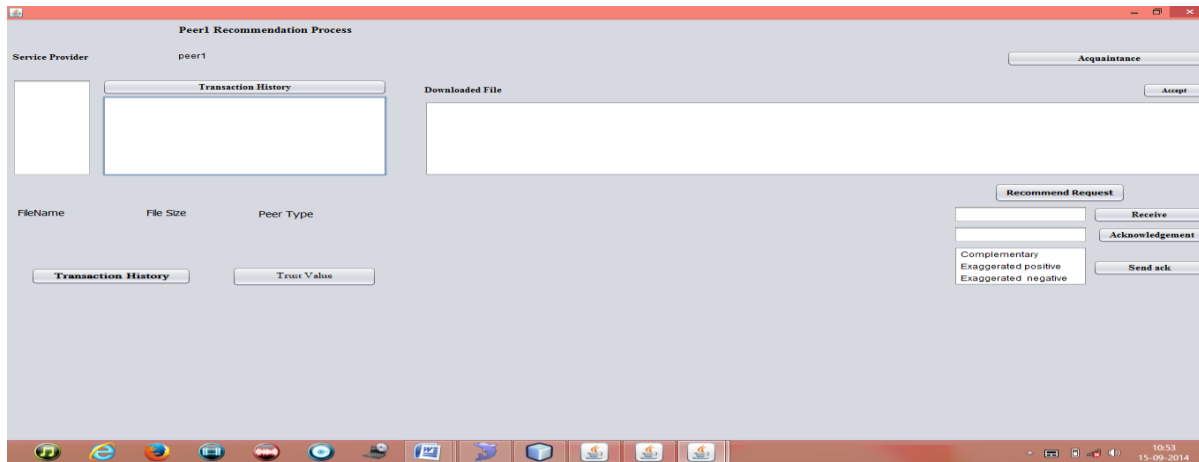 Peer1 Recommendation Process
Service Provider
peer1
Acquaintance
Transaction History
Downloaded File
Accept
Recommend Request
FileName
File Size
Peer Type
Receive
Acknowledgement
Complementary
Exaggerated positive
Exaggerated negative
Send ack
Transaction History
Trust Value
10:53
15-09-2014